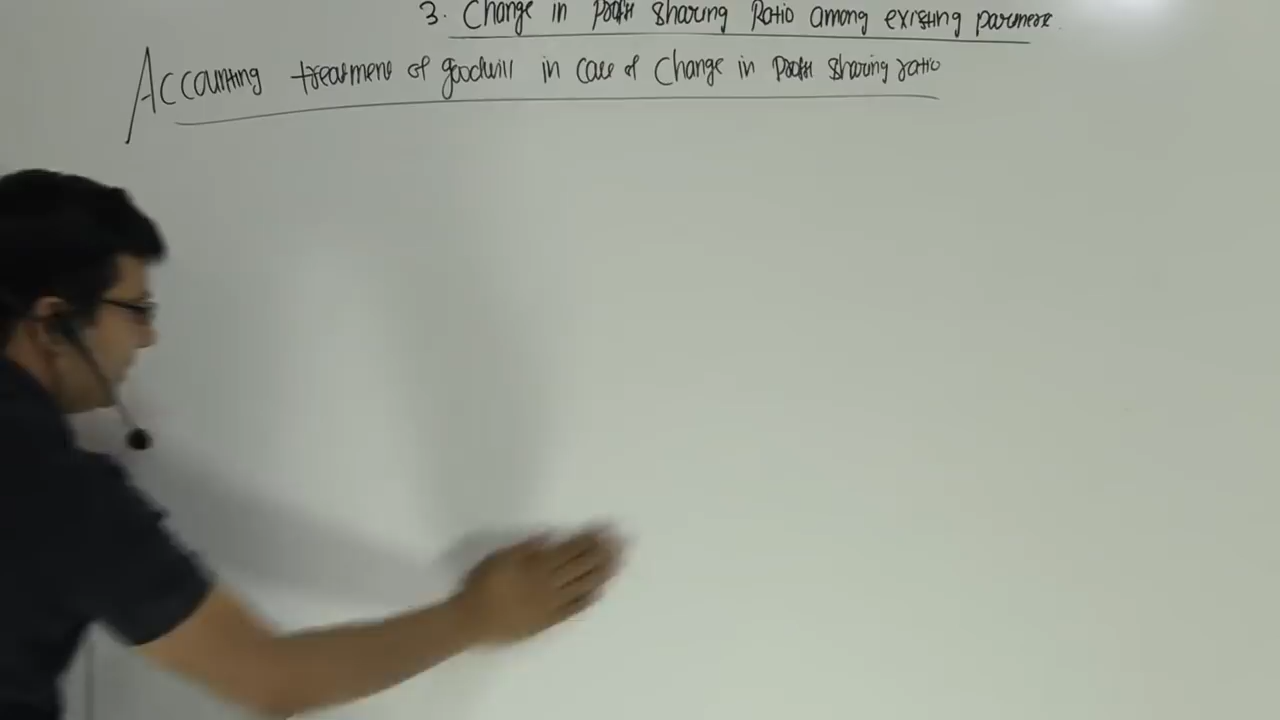 3. Change in Profit sharing Ratio among existing partners
Accounting treatment of goodwill in case of Change in Profit sharing ratio